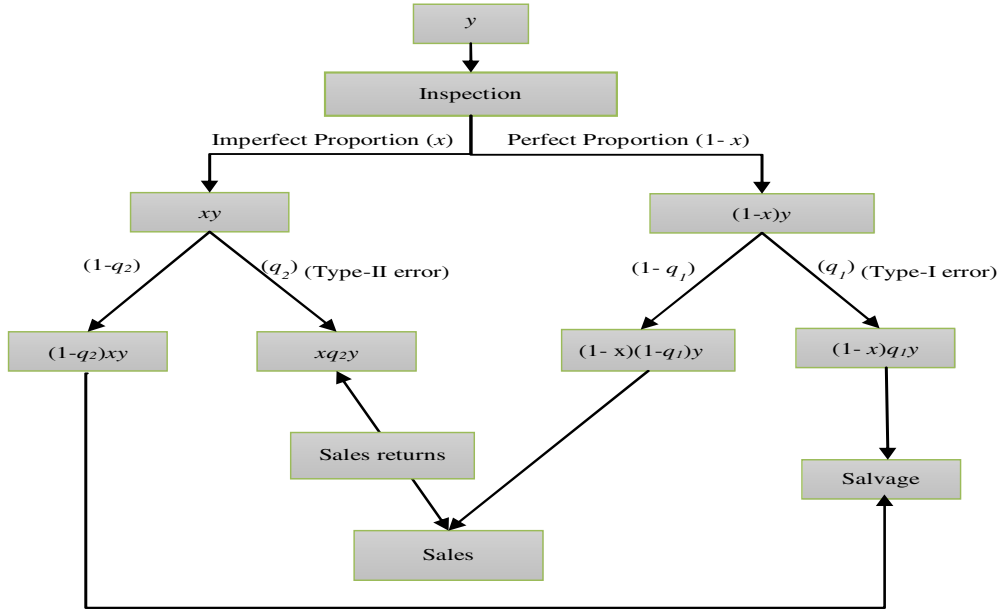 y
Inspection
Imperfect Proportion (x)
Perfect Proportion (1- x)
xy
(1-x)y
(1-q₂)
(q₂) (Type-II error)
(1- q₁)
(q₁) (Type-I error)
(1-q₂)xy
xq₂y
(1- x)(1-q₁)y
(1- x)q₁y
Sales returns
Salvage
Sales